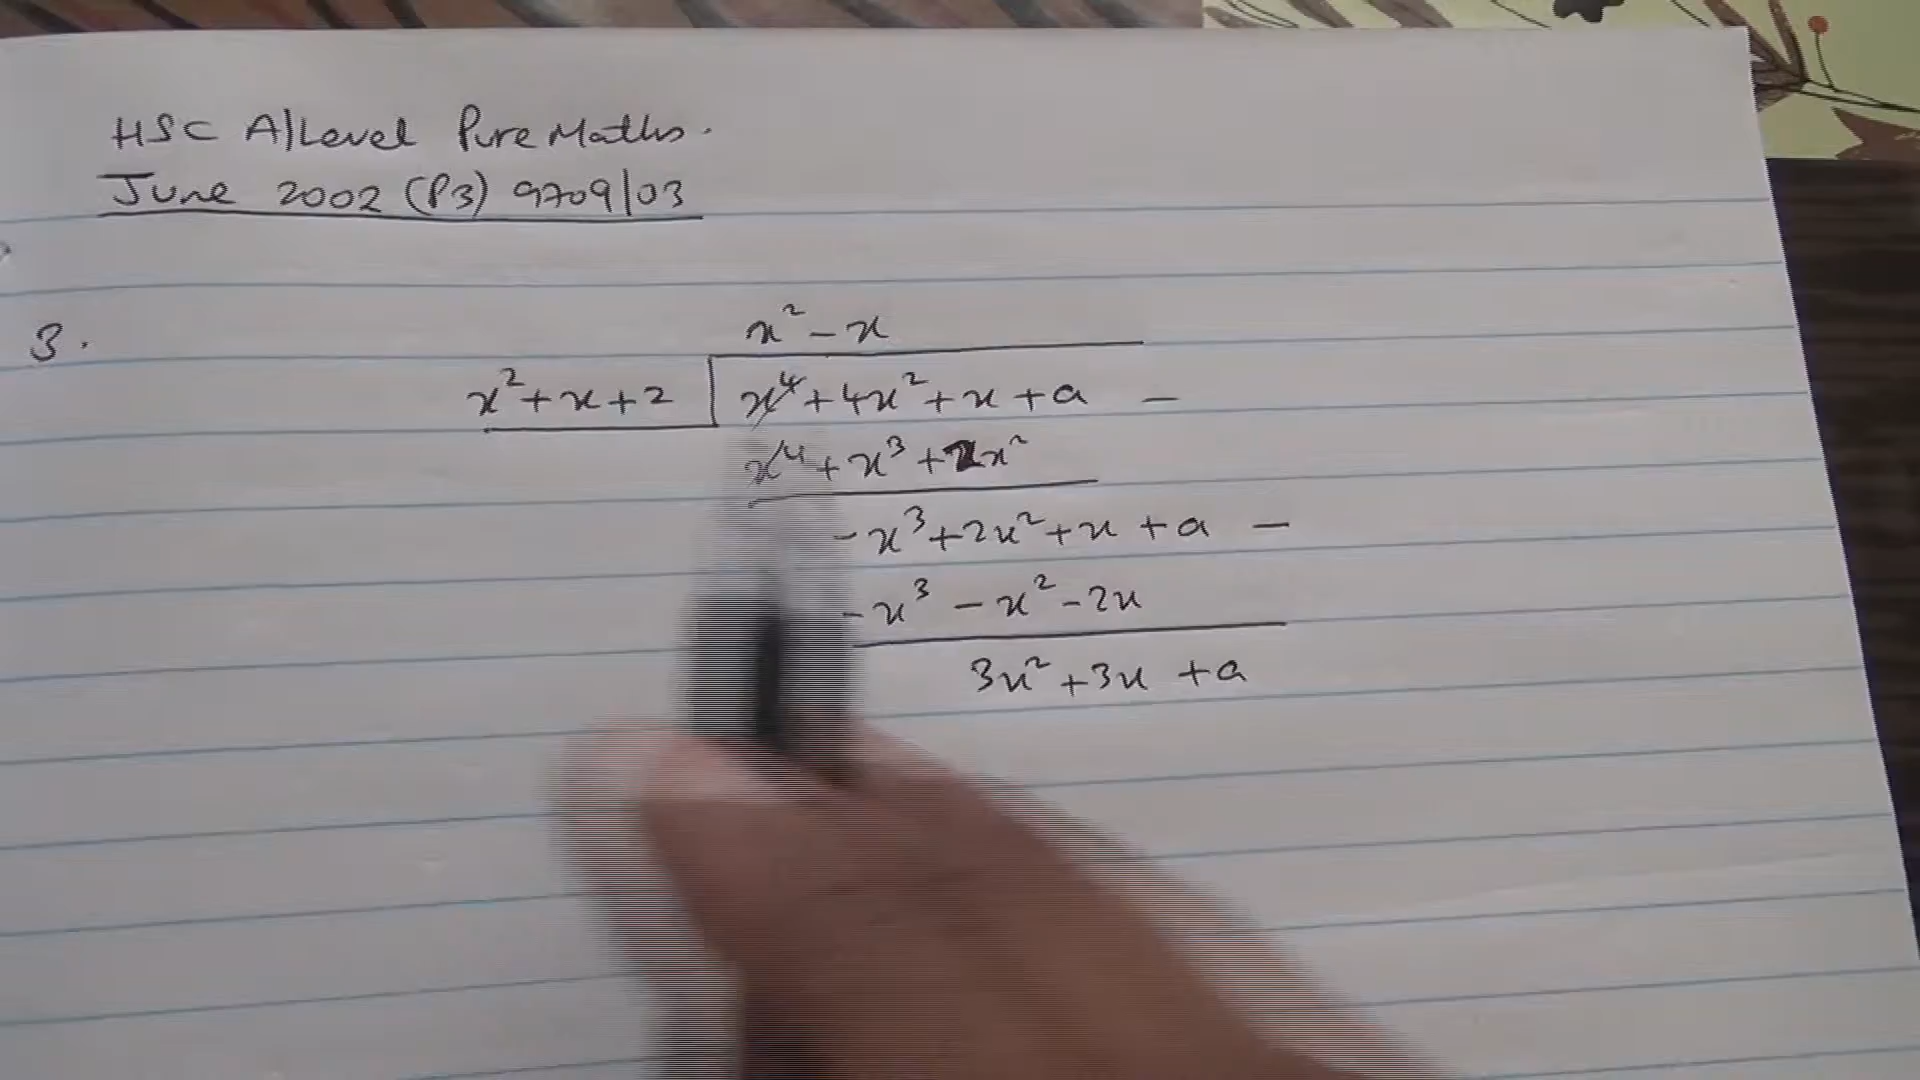 HSC A/Level Pure Maths.
June 2002 (P3) 9709/03
3.
x² - x
x² + x + 2 | x⁴ + 4x² + x + a -
x⁴ + x³ + 2x²
-x³ + 2x² + x + a -
-x³ - x² - 2x
3x² + 3x + a